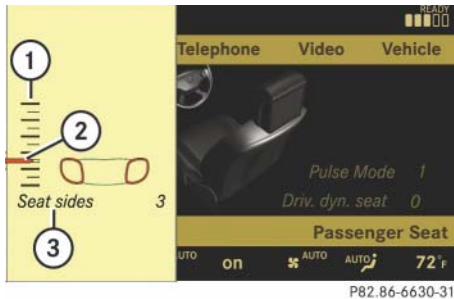 READY
Telephone Video Vehicle
1
2
Pulse Mode 1
Seat sides 3
Driv. dyn. seat 0
3
Passenger Seat
UTO on AUTO AUTO 72°F
P82.86-6630-31